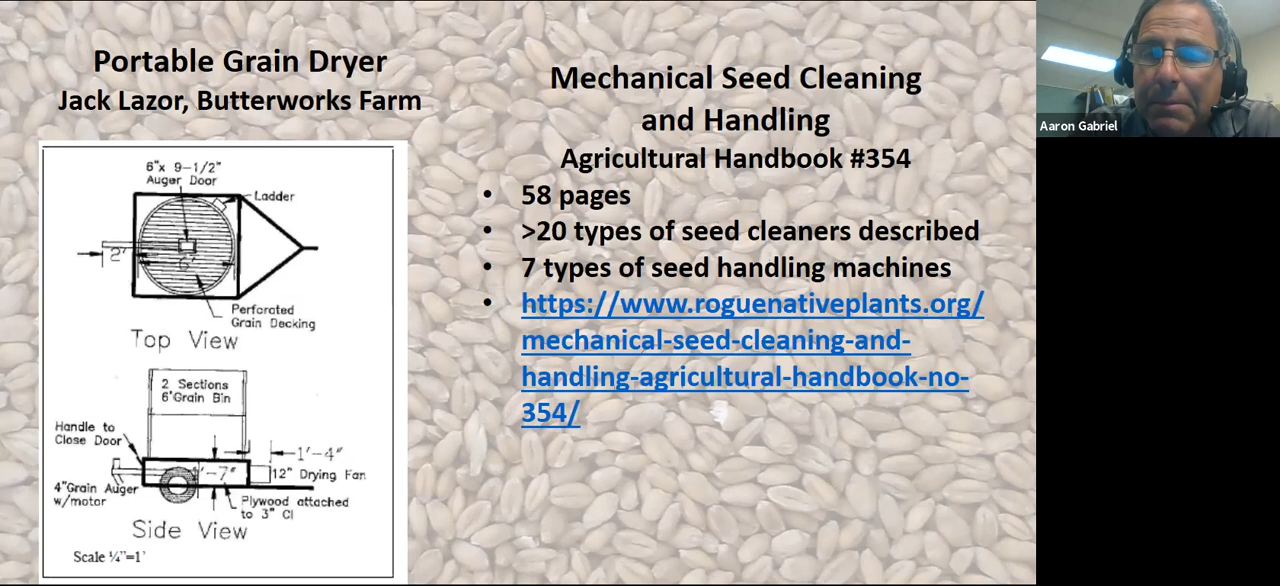 Portable Grain Dryer
Jack Lazor, Butterworks Farm
6"x 9-1/2"
Auger Door
Ladder
2'
6'
Perforated
Grain Decking
Top View
2 Sections
6'Grain Bin
Handle to
Close Door
1'-4"
12" Drying Fan
4"Grain Auger
w/motor
Plywood attached
to 3" CI
Side View
Scale ¼"=1'
Mechanical Seed Cleaning
and Handling
Agricultural Handbook #354
• 58 pages
• >20 types of seed cleaners described
• 7 types of seed handling machines
• https://www.roguenativeplants.org/
mechanical-seed-cleaning-and-
handling-agricultural-handbook-no-
354/
Aaron Gabriel